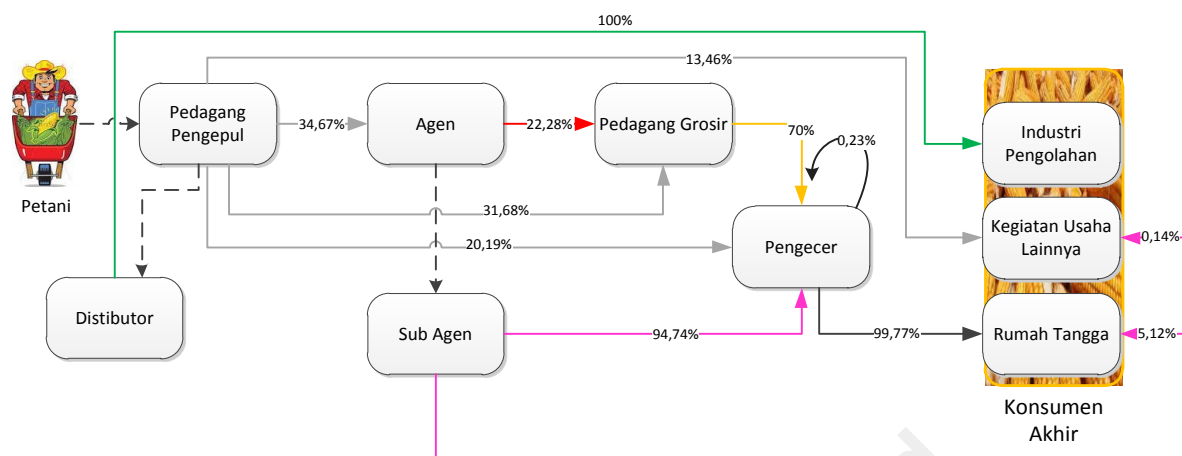 100%
13,46%
Pedagang
Pengepul
34,67%
Agen
22,28%
Pedagang Grosir
70%
0,23%
Industri
Pengolahan
Petani
31,68%
20,19%
Pengecer
Kegiatan Usaha
Lainnya
0,14%
Distibutor
Sub Agen
94,74%
99,77%
Rumah Tangga
5,12%
Konsumen
Akhir